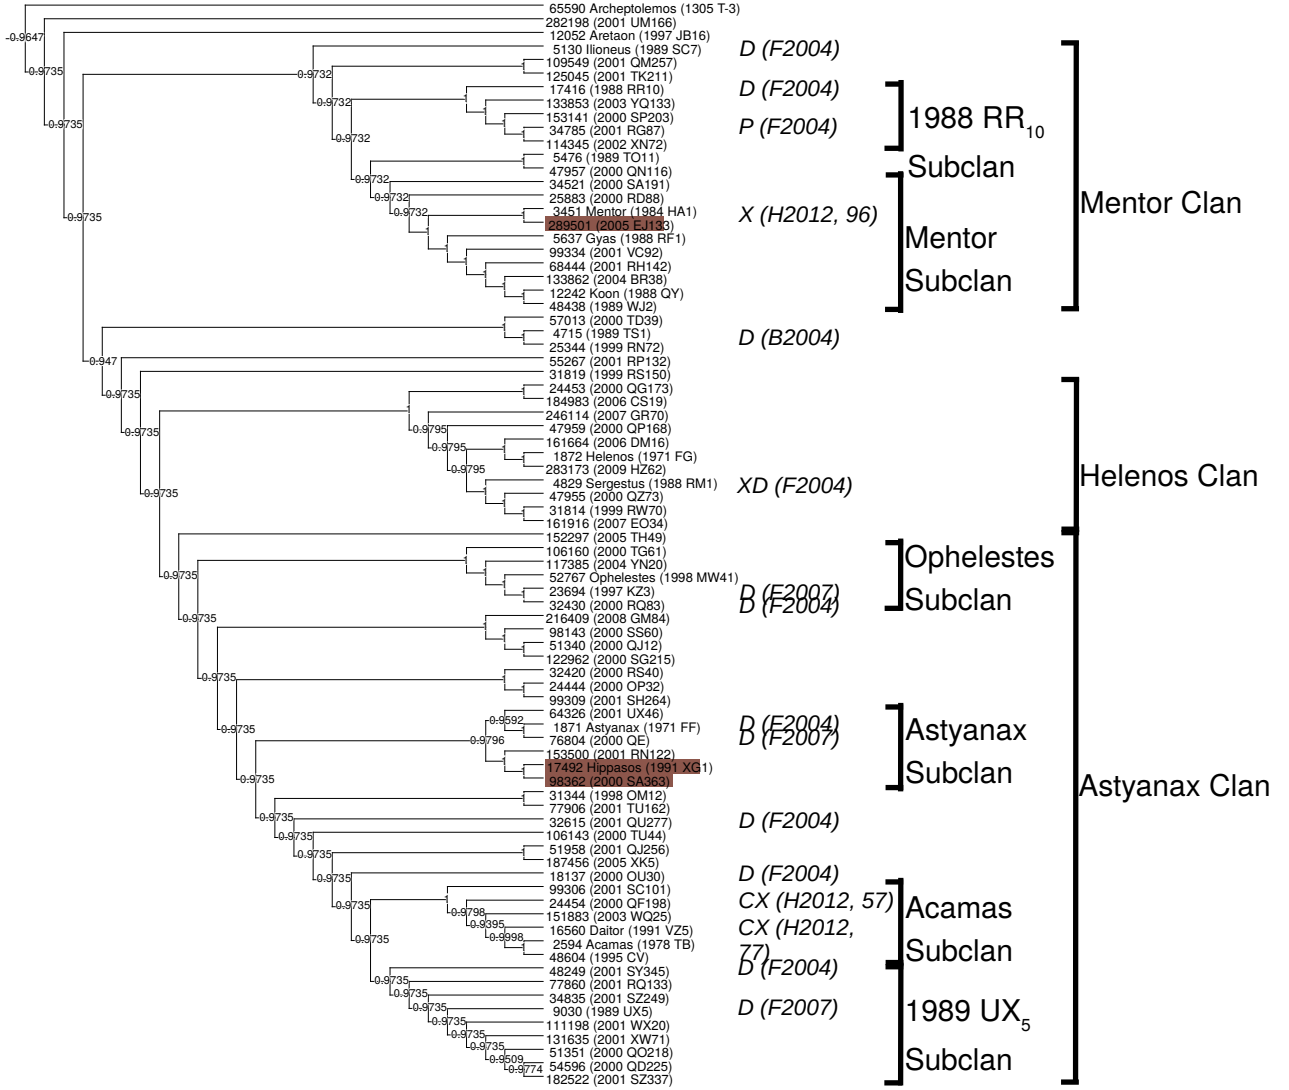 65590 Archeptolemos (1305 T-3)
282198 (2001 UM166)
12052 Aretaon (1997 JB16)
5130 Ilioneus (1989 SC7)
D (F2004)
109549 (2001 QM257)
125045 (2001 TK211)
17416 (1988 RR10)
D (F2004)
133853 (2003 YQ133)
153141 (2000 SP203)
34785 (2001 RG87)
P (F2004)
114345 (2002 XN72)
5476 (1989 TO11)
47957 (2000 QN116)
34521 (2000 SA191)
25883 (2000 RD88)
3451 Mentor (1984 HA1)
X (H2012, 96)
289501 (2005 EJ133)
5637 Gyas (1988 RF1)
99334 (2001 VC92)
68444 (2001 RH142)
133862 (2004 BR38)
12242 Koon (1988 QY)
48438 (1989 WJ2)
57013 (2000 TD39)
4715 (1989 TS1)
D (B2004)
25344 (1999 RN72)
55267 (2001 RP132)
31819 (1999 RS150)
24453 (2000 QG173)
184983 (2006 CS19)
246114 (2007 GR70)
47959 (2000 QP168)
161664 (2006 DM16)
1872 Helenos (1971 FG)
283173 (2009 HZ62)
4829 Sergestus (1988 RM1)
XD (F2004)
47955 (2000 QZ73)
31814 (1999 RW70)
161916 (2007 EO34)
152297 (2005 TH49)
106160 (2000 TG61)
117385 (2004 YN20)
52767 Ophelestes (1998 MW41)
23694 (1997 KZ3)
D (F2007)
32430 (2000 RQ83)
D (F2004)
216409 (2008 GM84)
98143 (2000 SS60)
51340 (2000 QJ12)
122962 (2000 SG215)
32420 (2000 RS40)
24444 (2000 OP32)
99309 (2001 SH264)
64326 (2001 UX46)
1871 Astyanax (1971 FF)
D (F2004)
76804 (2000 QE)
D (F2007)
153500 (2001 RN122)
17492 Hippasos (1991 XG1)
98362 (2000 SA363)
31344 (1998 OM12)
77906 (2001 TU162)
32615 (2001 QU277)
D (F2004)
106143 (2000 TU44)
51958 (2001 QJ256)
187456 (2005 XK5)
18137 (2000 OU30)
D (F2004)
99306 (2001 SC101)
24454 (2000 QF198)
CX (H2012, 57)
151883 (2003 WQ25)
16560 Daitor (1991 VZ5)
CX (H2012,
77)
2594 Acamas (1978 TB)
48604 (1995 CV)
48249 (2001 SY345)
D (F2004)
77860 (2001 RQ133)
34835 (2001 SZ249)
9030 (1989 UX5)
D (F2007)
111198 (2001 WX20)
131635 (2001 XW71)
51351 (2000 QO218)
54596 (2000 QD225)
182522 (2001 SZ337)
1988 RR10
Subclan
Mentor
Subclan
Mentor Clan
Helenos Clan
Ophelestes
Subclan
Astyanax
Subclan
Astyanax Clan
Acamas
Subclan
1989 UX5
Subclan
-0.9647
0.9735
0.9735
0.9735
0.9732
0.9732
0.9732
0.9732
0.9732
0.947
0.9735
0.9735
0.9735
0.9795
0.9795
0.9795
0.9735
0.9735
0.9735
0.9735
0.9592
0.9796
0.9735
0.9735
0.9735
0.9735
0.9735
0.9735
0.9735
0.9798
0.9395
0.9998
0.9735
0.9735
0.9735
0.9735
0.9735
0.9509
0.9774